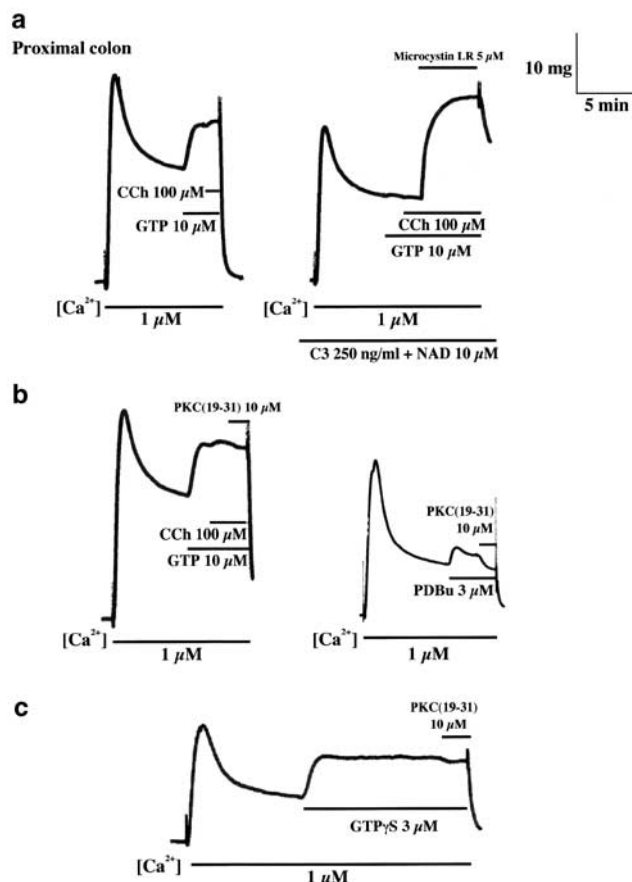 a
Proximal colon
Microcystin LR 5 µM
10 mg
5 min
CCh 100 µM
GTP 10 µM
CCh 100 µM
GTP 10 µM
[Ca²⁺]
1 µM
[Ca²⁺]
1 µM
C3 250 ng/ml + NAD 10 µM
b
PKC(19-31) 10 µM
CCh 100 µM
GTP 10 µM
[Ca²⁺]
1 µM
PKC(19-31)
10 µM
PDBu 3 µM
[Ca²⁺]
1 µM
c
PKC(19-31)
10 µM
GTPγS 3 µM
[Ca²⁺]
1 µM